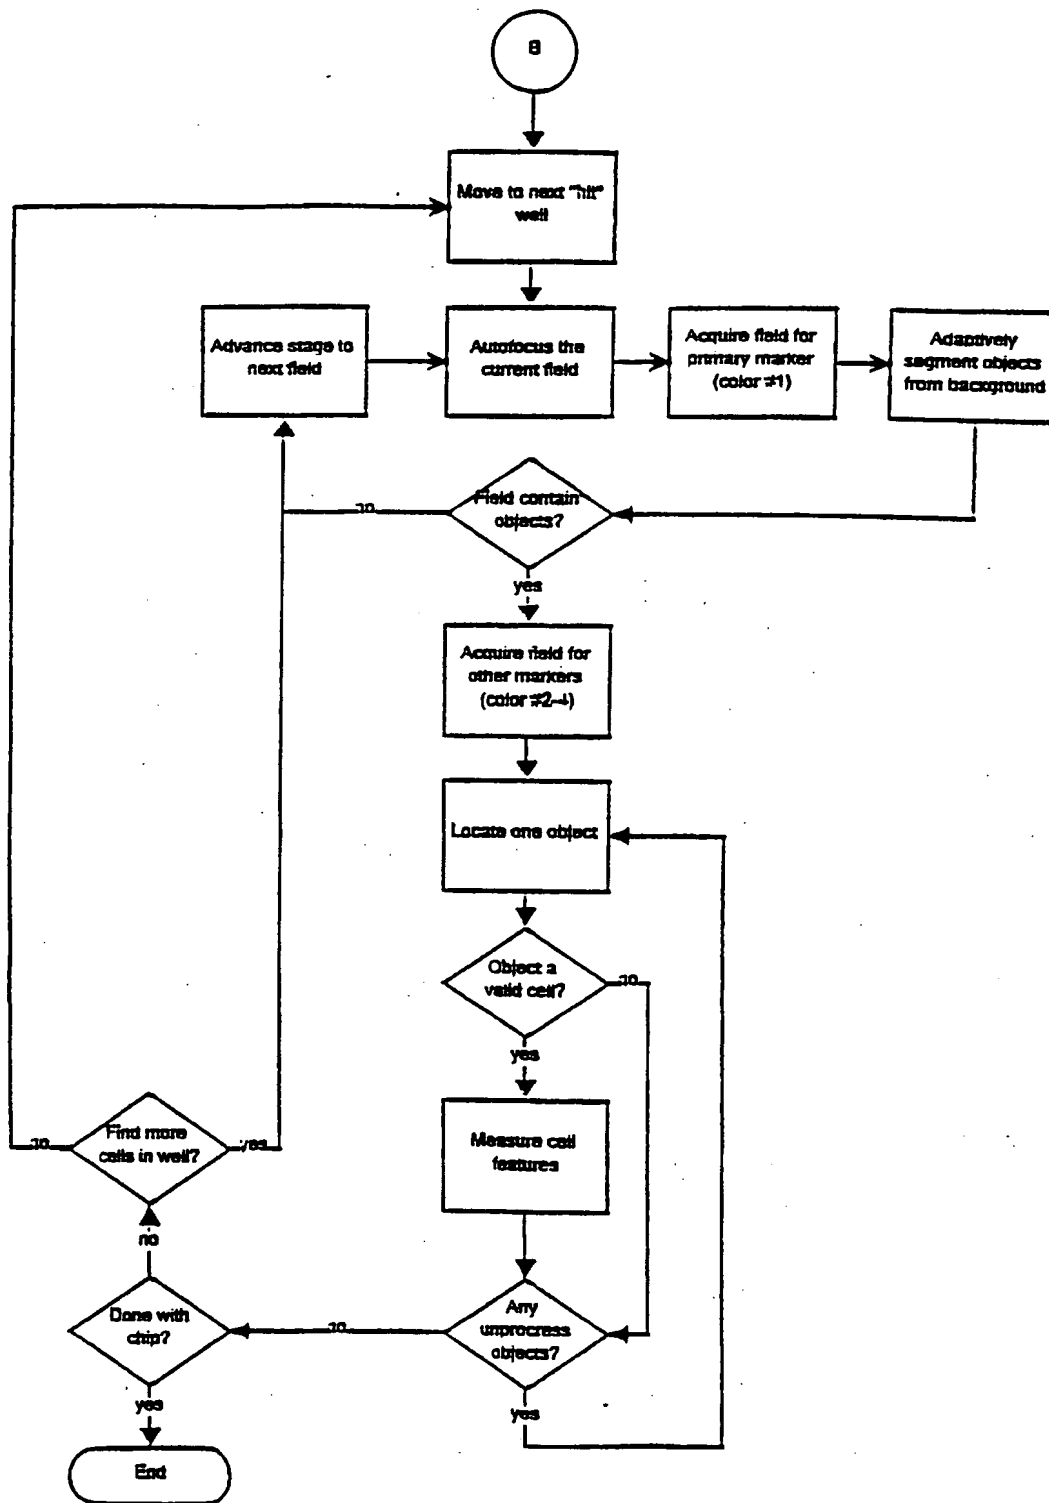 B
Move to next "hit"
well
Advance stage to
next field
Autofocus the
current field
Acquire field for
primary marker
(color #1)
Adaptively
segment objects
from background
Field contain
objects?
no
yes
Acquire field for
other markers
(color #2-4)
Locate one object
Object a
valid cell?
no
yes
Measure cell
features
Find more
cells in well?
no
yes
no
Done with
chip?
no
Any
unprocress
objects?
yes
yes
End